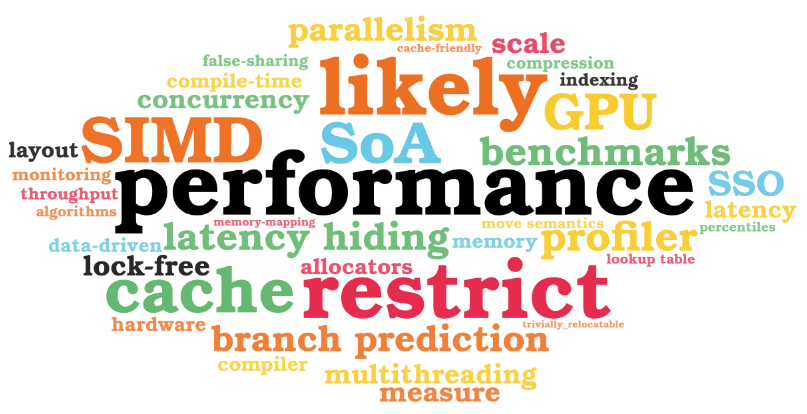 parallelism
cache-friendly
scale
false-sharing
compression
compile-time
likely
indexing
concurrency
GPU
layout
SIMD
SoA
benchmarks
monitoring
performance
SSO
throughput
algorithms
latency
memory-mapping
move semantics
percentiles
data-driven
latency hiding
memory
profiler
lock-free
allocators
lookup table
cache
restrict
hardware
branch prediction
trivially_relocatable
compiler
multithreading
measure